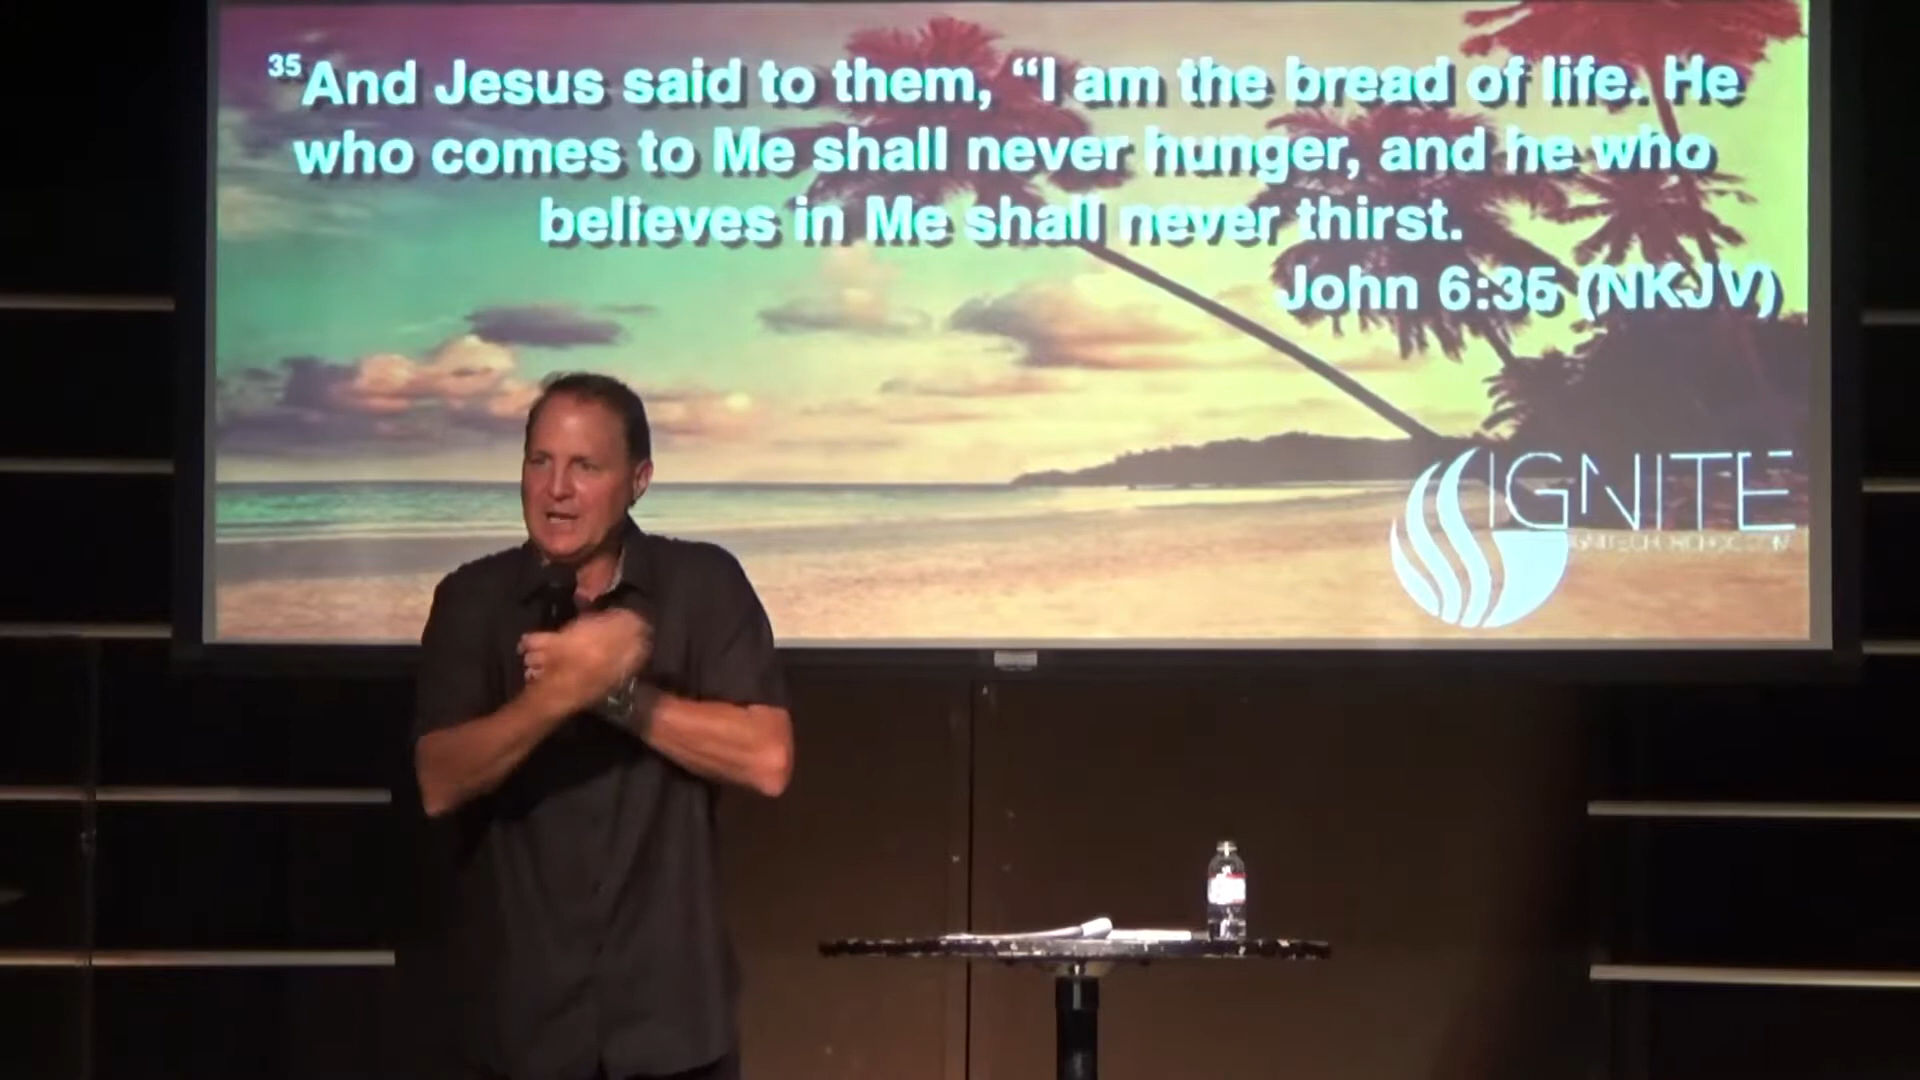 ³⁵And Jesus said to them, “I am the bread of life. He
who comes to Me shall never hunger, and he who
believes in Me shall never thirst.
John 6:35 (NKJV)
IGNITE